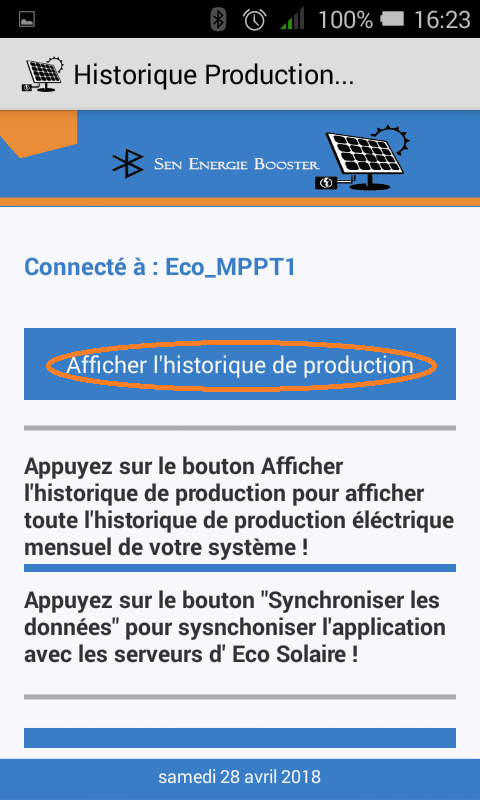 100% 16:23
Historique Production...
Sen Energie Booster
Connecté à : Eco_MPPT1
Afficher l'historique de production
Appuyez sur le bouton Afficher
l'historique de production pour afficher
toute l'historique de production éléctrique
mensuel de votre système !
Appuyez sur le bouton "Synchroniser les
données" pour sysnchoniser l'application
avec les serveurs d' Eco Solaire !
samedi 28 avril 2018